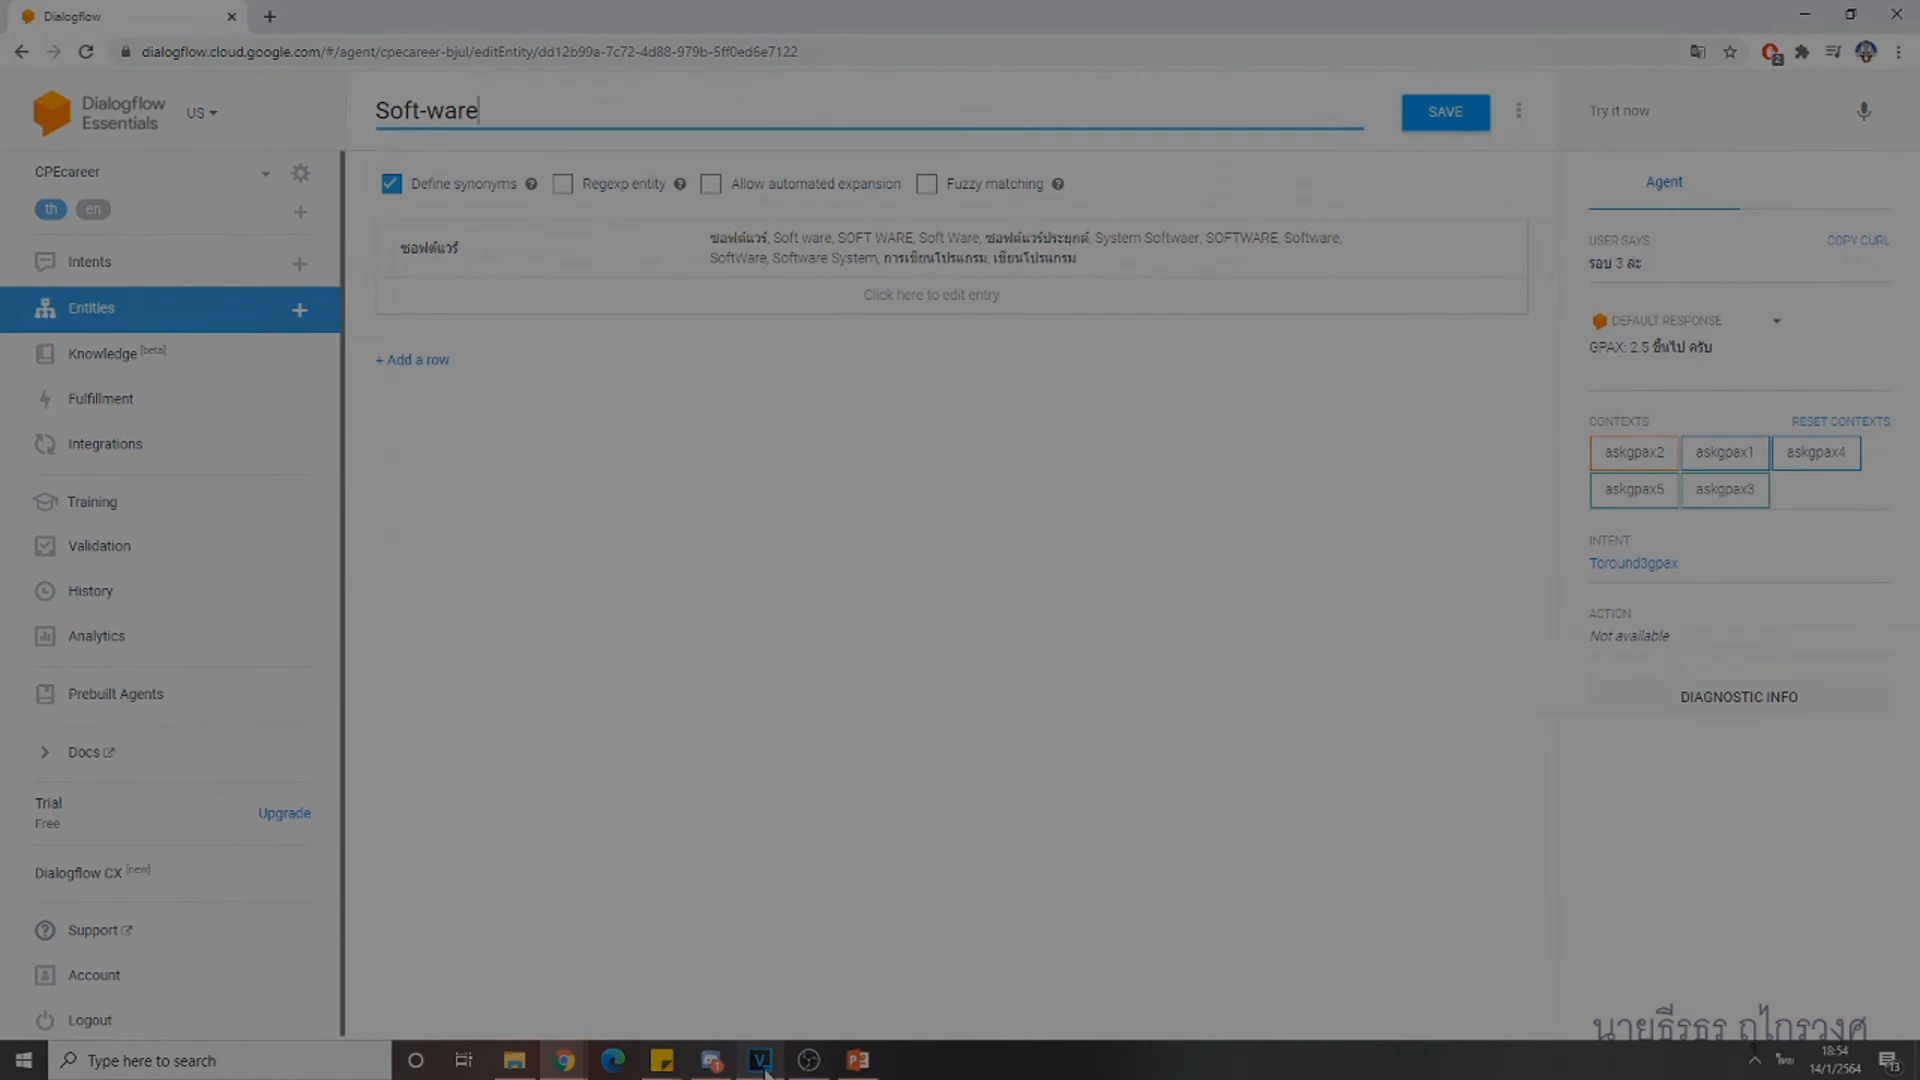 Dialogflow
dialogflow.cloud.google.com/#/agent/cpecareer-bjul/editEntity/dd12b99a-7c72-4d88-979b-5ff0ed6e7122
2
Dialogflow
Essentials
US
Soft-ware
SAVE
Try it now
CPEcareer
th
en
Define synonyms
Regexp entity
Allow automated expansion
Fuzzy matching
Agent
Intents
Entities
Knowledge [beta]
Fulfillment
Integrations
Training
Validation
History
Analytics
Prebuilt Agents
Docs
Trial
Free
Upgrade
Dialogflow CX [new]
Support
Account
Logout
ซอฟต์แวร์
ซอฟต์แวร์, Soft ware, SOFT WARE, Soft Ware, ซอฟต์แวร์ประยุกต์, System Softwaer, SOFTWARE, Software,
SoftWare, Software System, การเขียนโปรแกรม, เขียนโปรแกรม
Click here to edit entry
+ Add a row
USER SAYS
COPY CURL
รอบ 3 ล่ะ
DEFAULT RESPONSE
GPAX: 2.5 ขึ้นไป ครับ
CONTEXTS
RESET CONTEXTS
askgpax2
askgpax1
askgpax4
askgpax5
askgpax3
INTENT
Toround3gpax
ACTION
Not available
DIAGNOSTIC INFO
นายธีรธร ฤๅไกรวงศ์
Type here to search
1
18:54
14/1/2564
13